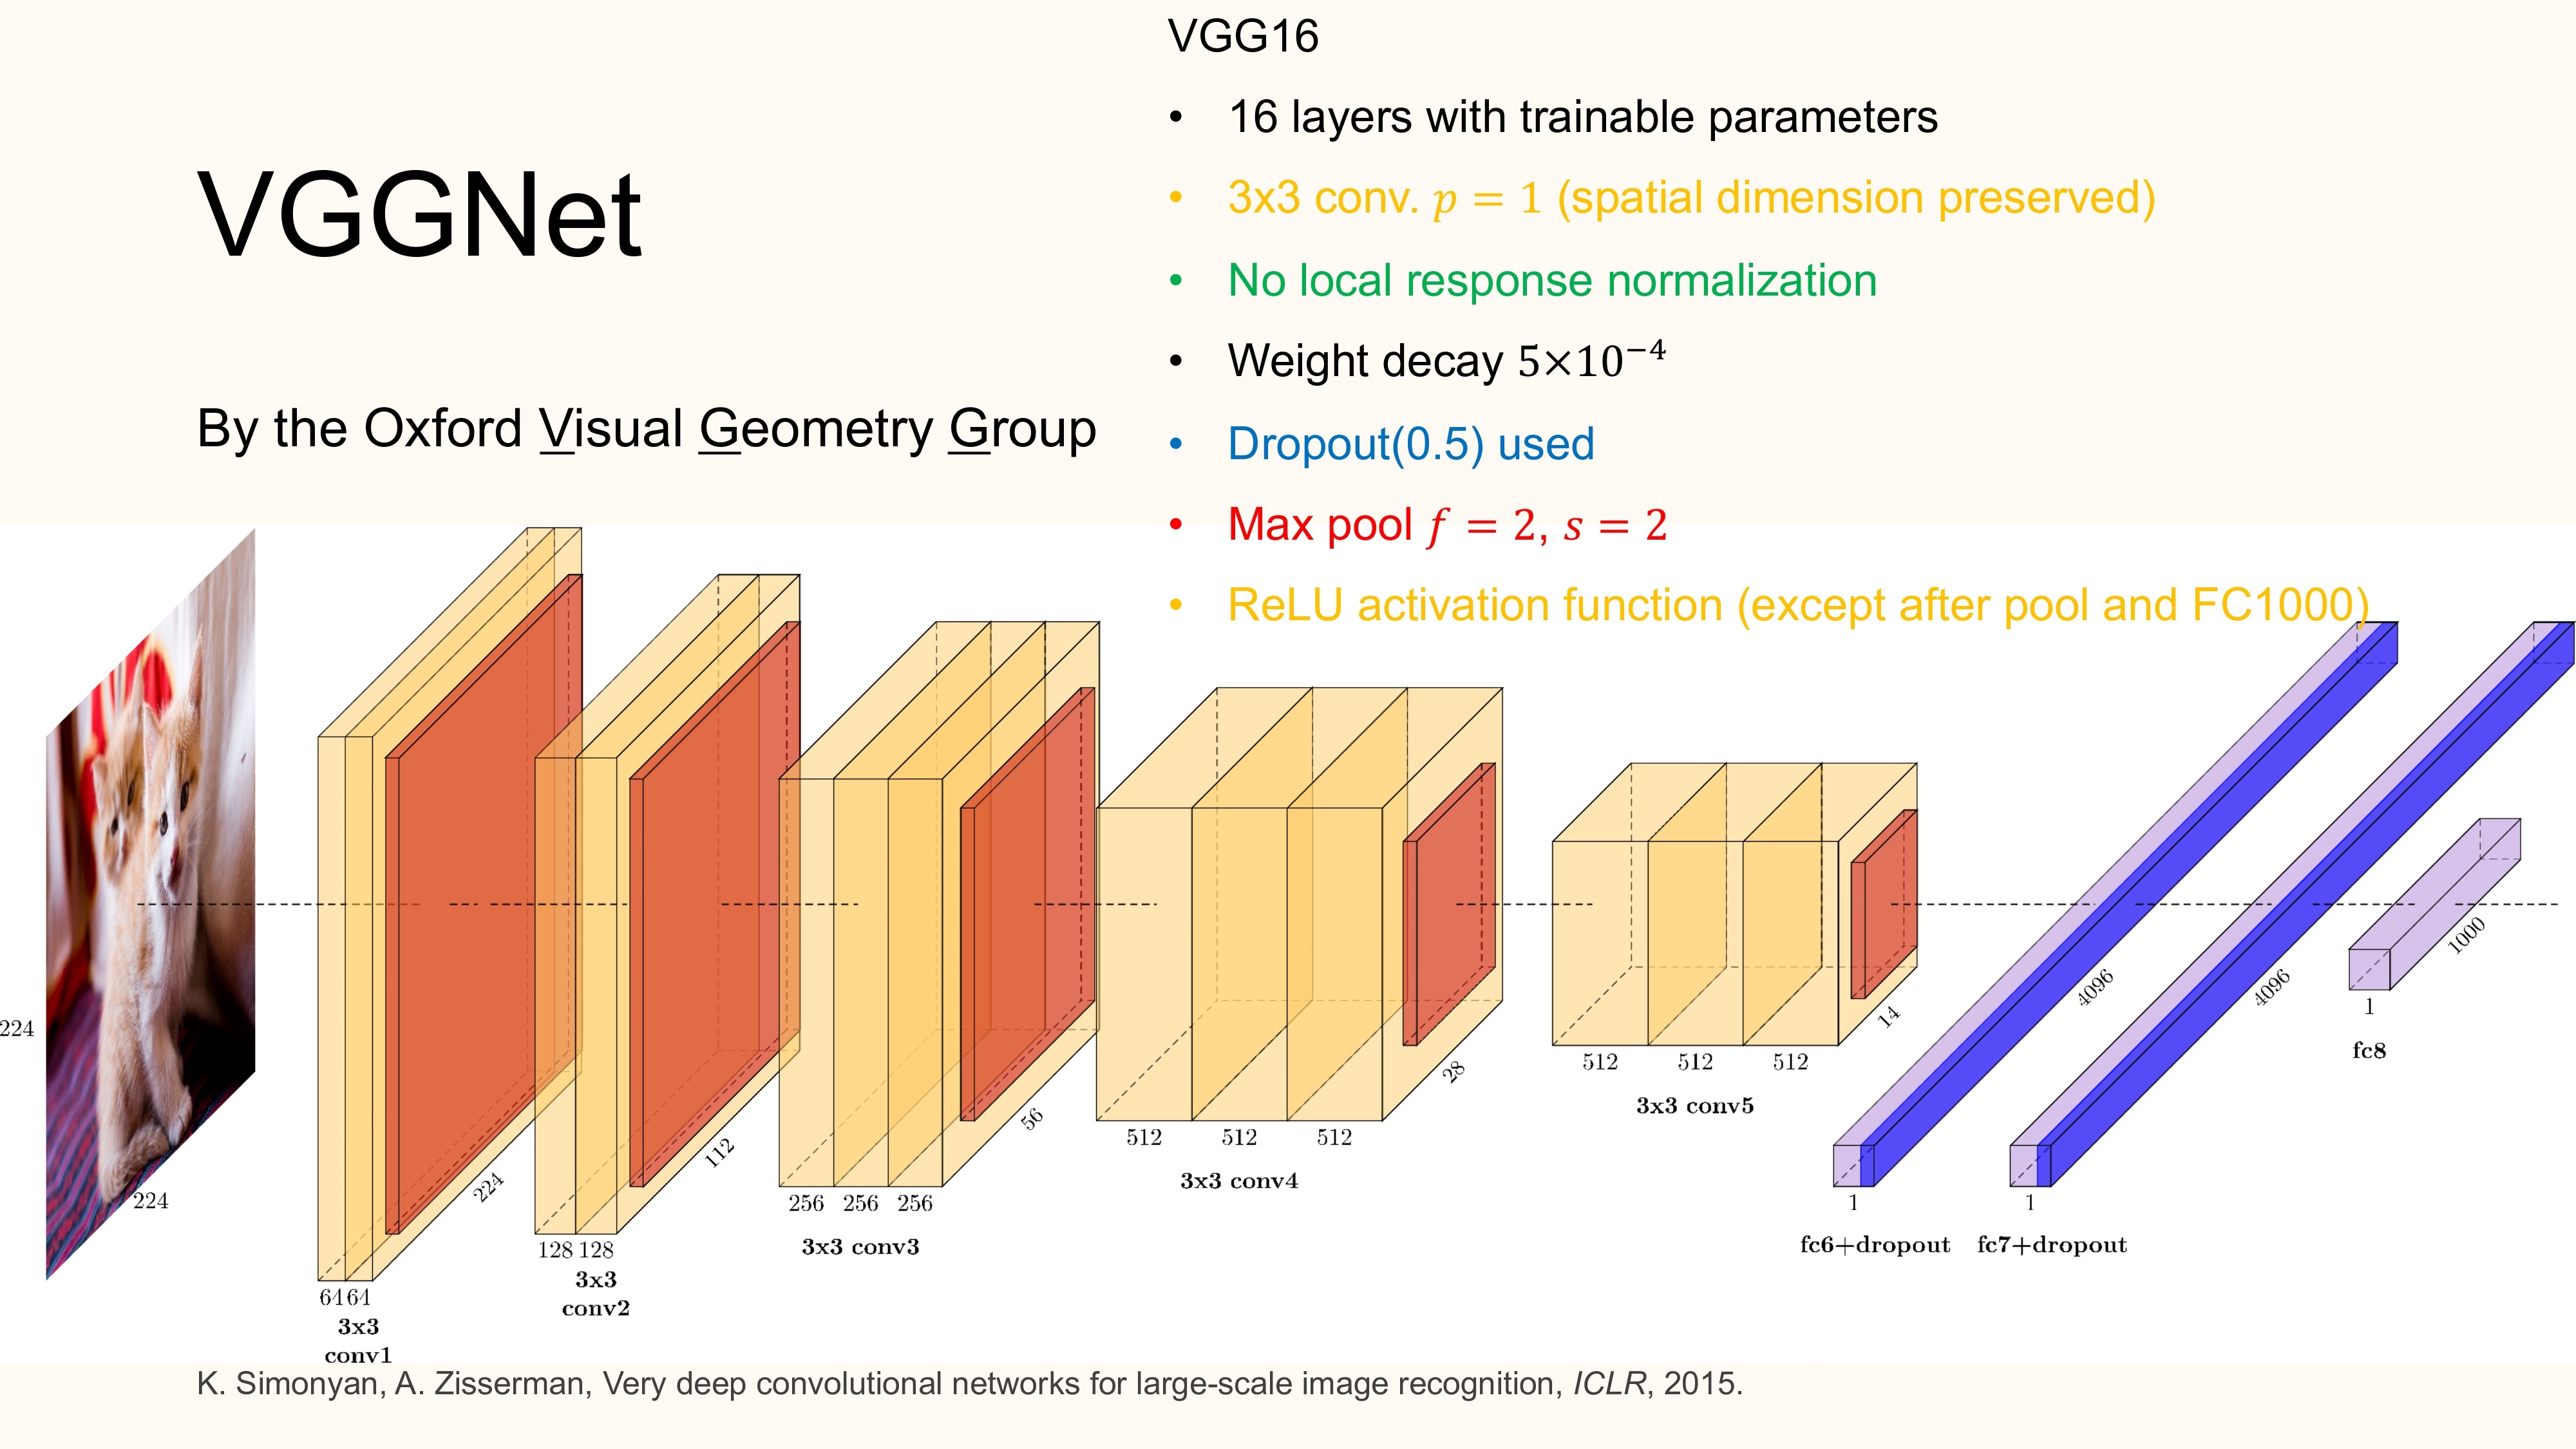 VGGNet
By the Oxford Visual Geometry Group
VGG16
• 16 layers with trainable parameters
• 3x3 conv. p = 1 (spatial dimension preserved)
• No local response normalization
• Weight decay 5×10⁻⁴
• Dropout(0.5) used
• Max pool f = 2, s = 2
• ReLU activation function (except after pool and FC1000)
224
224
64 64
3x3
conv1
224
128 128
3x3
conv2
112
256 256 256
3x3 conv3
56
512 512 512
3x3 conv4
28
512 512 512
3x3 conv5
14
1
fc6+dropout
4096
1
fc7+dropout
4096
1
fc8
1000
K. Simonyan, A. Zisserman, Very deep convolutional networks for large-scale image recognition, ICLR, 2015.